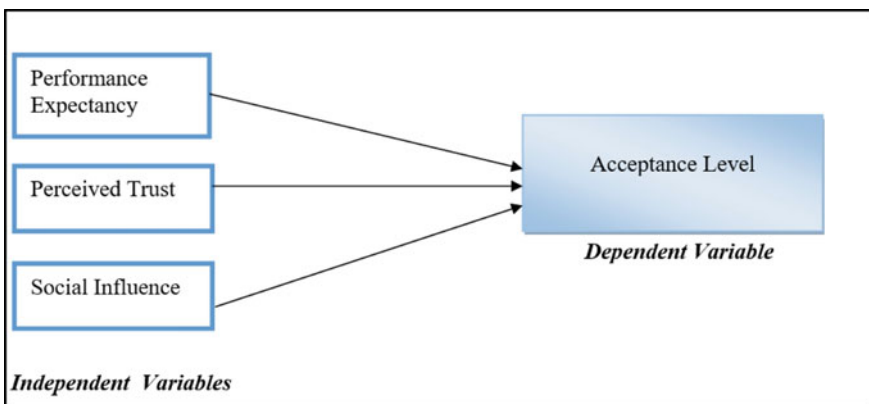 Performance
Expectancy
Perceived Trust
Social Influence
Independent Variables
Acceptance Level
Dependent Variable